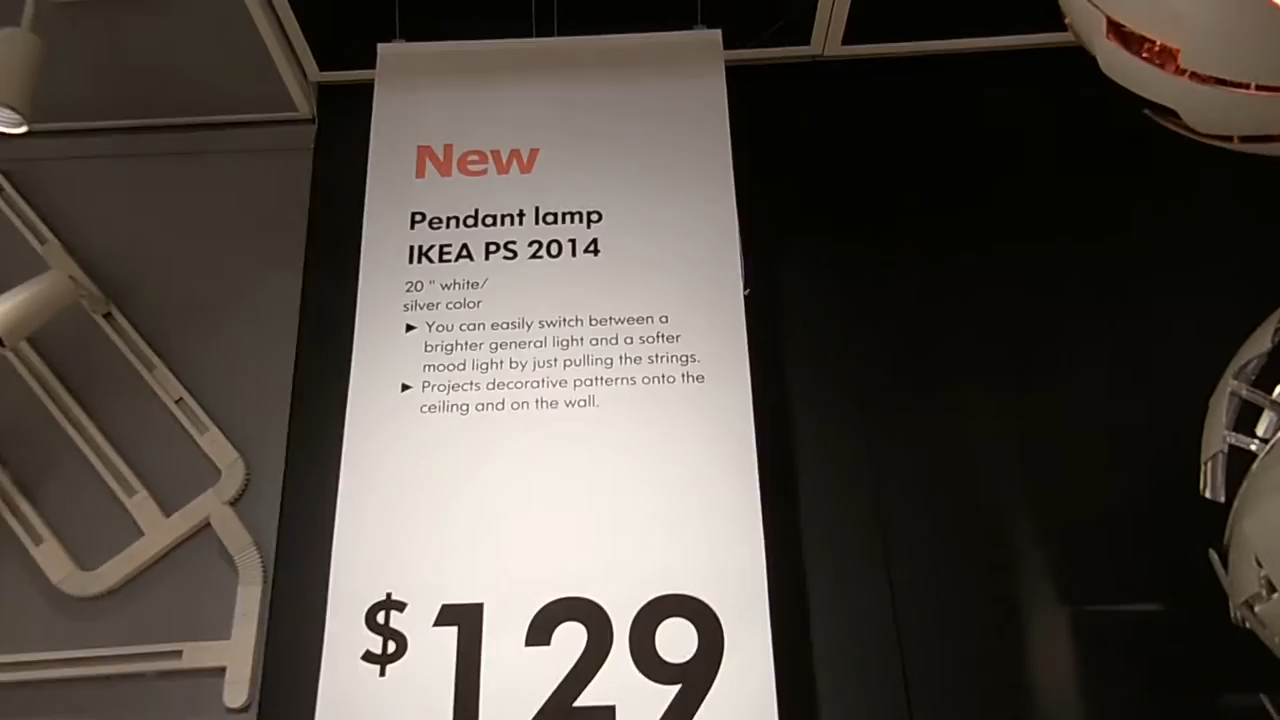 New
Pendant lamp
IKEA PS 2014
20 " white/
silver color
► You can easily switch between a
brighter general light and a softer
mood light by just pulling the strings.
► Projects decorative patterns onto the
ceiling and on the wall.
$129